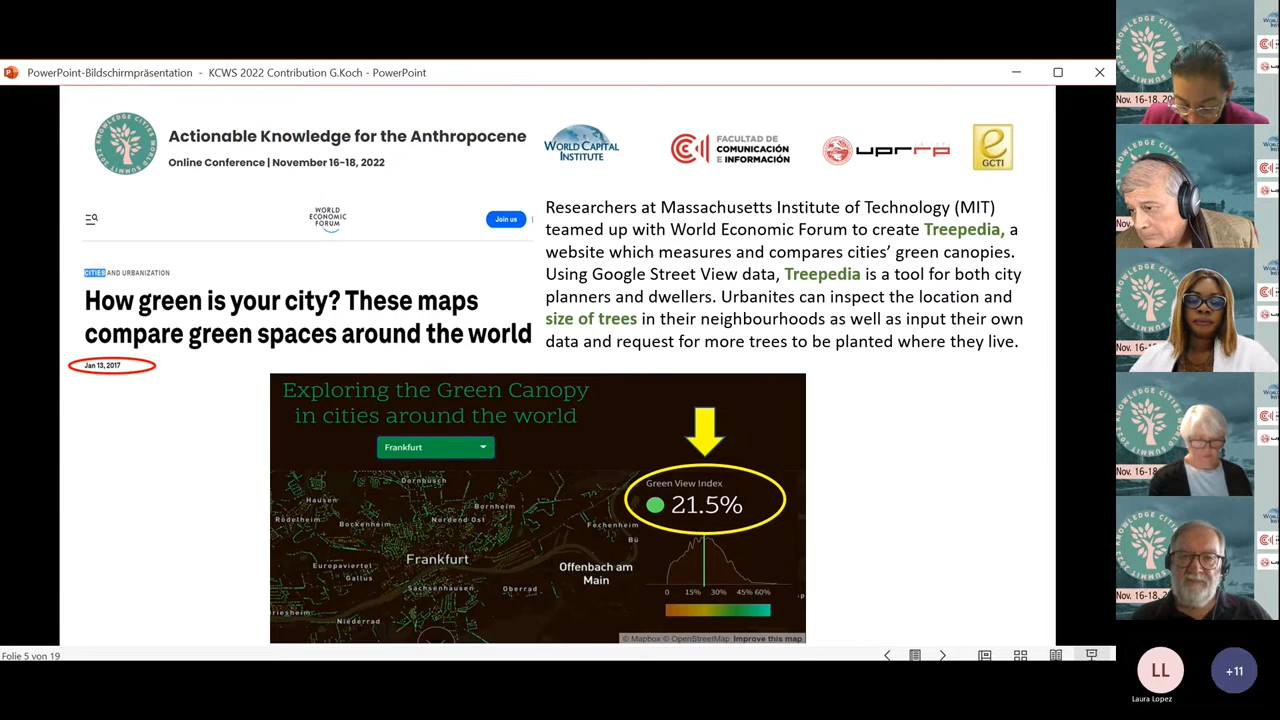 PowerPoint-Bildschirmpräsentation - KCWS 2022 Contribution G.Koch - PowerPoint
Actionable Knowledge for the Anthropocene
Online Conference | November 16-18, 2022
WORLD CAPITAL
INSTITUTE
FACULTAD DE
COMUNICACIÓN
E INFORMACIÓN
GCTI
WORLD
ECONOMIC
FORUM
Join us
CITIES AND URBANIZATION
How green is your city? These maps
compare green spaces around the world
Jan 13, 2017
Researchers at Massachusetts Institute of Technology (MIT)
teamed up with World Economic Forum to create Treepedia, a
website which measures and compares cities’ green canopies.
Using Google Street View data, Treepedia is a tool for both city
planners and dwellers. Urbanites can inspect the location and
size of trees in their neighbourhoods as well as input their own
data and request for more trees to be planted where they live.
Exploring the Green Canopy
in cities around the world
Frankfurt
Green View Index
21.5%
Dornbusch
Hausen
Bornheim
Rödelheim
Bockenheim
Nordend Ost
Fechenheim
Bü
Frankfurt
Europaviertel
Gallus
Offenbach am
Main
Sachsenhausen
Oberrad
Niederrad
0 15% 30% 45% 60%
© Mapbox © OpenStreetMap Improve this map
Folie 5 von 19
Nov. 16-18, 20
LL
Laura Lopez
+11